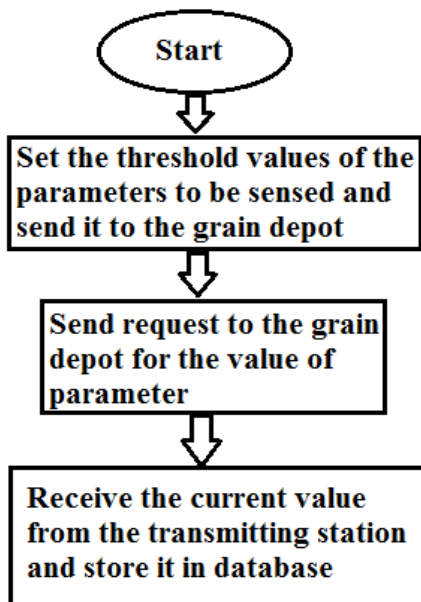 Start
Set the threshold values of the
parameters to be sensed and
send it to the grain depot
Send request to the grain
depot for the value of
parameter
Receive the current value
from the transmitting station
and store it in database